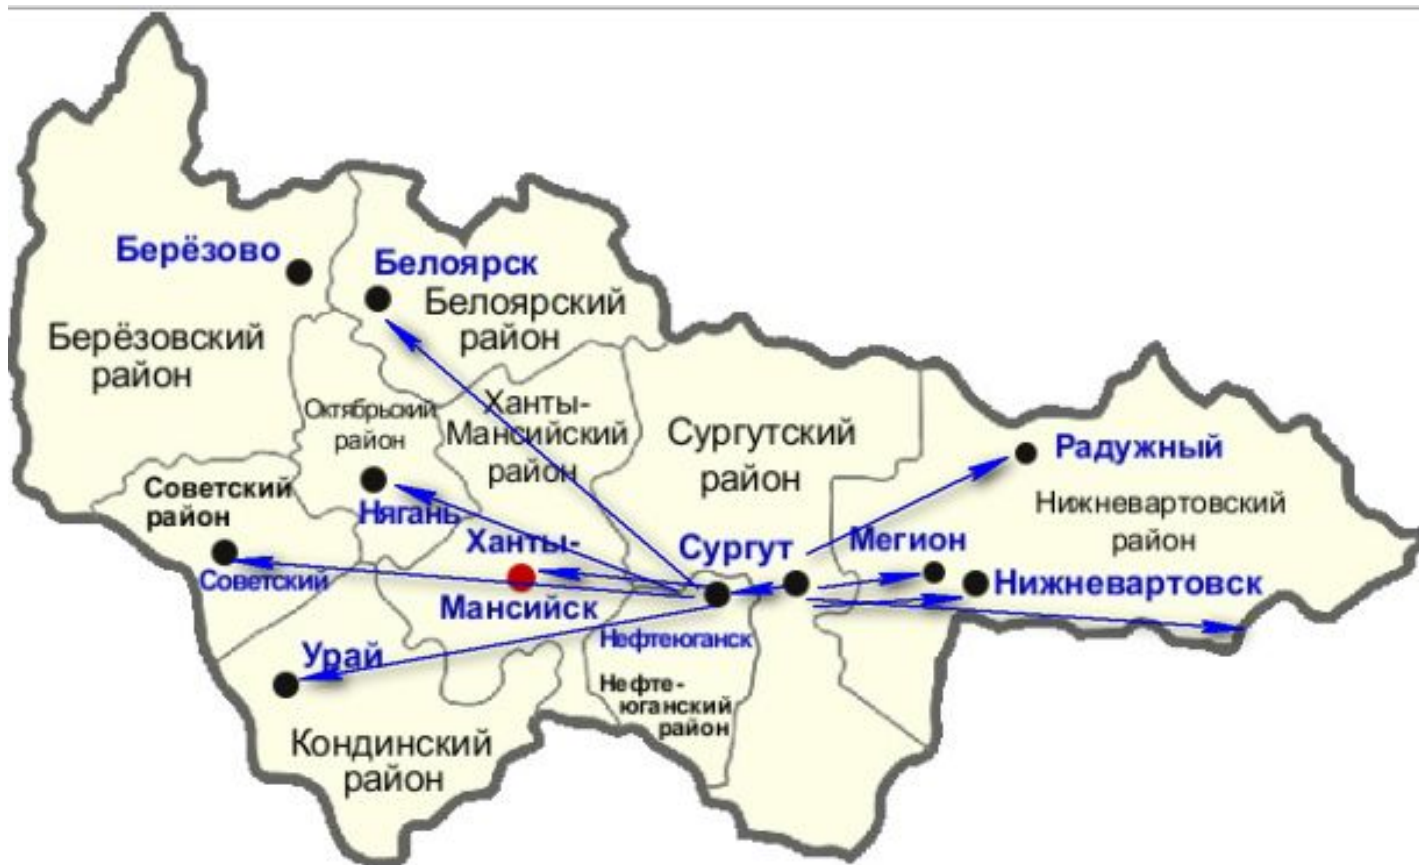 Берёзово
Белоярск
Белоярский
район
Берёзовский
район
Октябрьский
район
Ханты-
Мансийский
район
Сургутский
район
Радужный
Советский
район
Нижневартовский
район
Нягань
Ханты-
Мансийск
Сургут
Мегион
Нижневартовск
Советский
Нефтеюганск
Урай
Нефте-
юганский
район
Кондинский
район